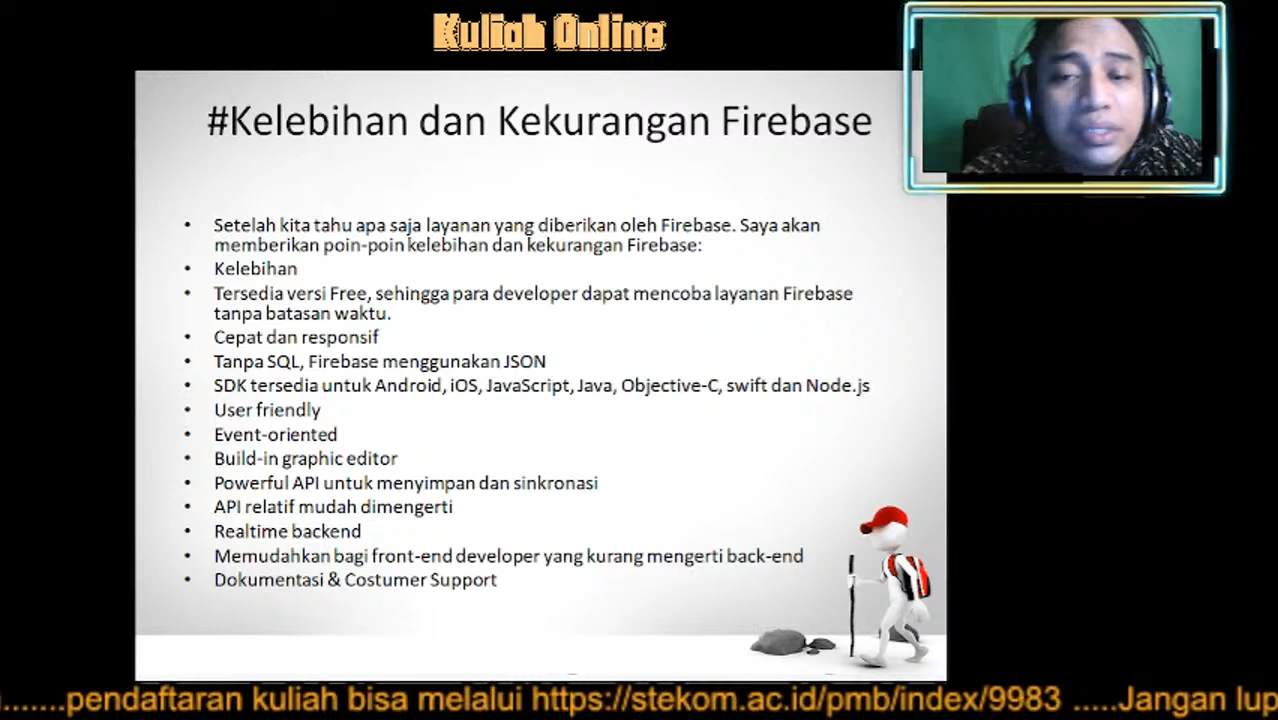 Kuliah Online
#Kelebihan dan Kekurangan Firebase
• Setelah kita tahu apa saja layanan yang diberikan oleh Firebase. Saya akan
memberikan poin-poin kelebihan dan kekurangan Firebase:
• Kelebihan
• Tersedia versi Free, sehingga para developer dapat mencoba layanan Firebase
tanpa batasan waktu.
• Cepat dan responsif
• Tanpa SQL, Firebase menggunakan JSON
• SDK tersedia untuk Android, iOS, JavaScript, Java, Objective-C, swift dan Node.js
• User friendly
• Event-oriented
• Build-in graphic editor
• Powerful API untuk menyimpan dan sinkronasi
• API relatif mudah dimengerti
• Realtime backend
• Memudahkan bagi front-end developer yang kurang mengerti back-end
• Dokumentasi & Costumer Support
.......pendaftaran kuliah bisa melalui https://stekom.ac.id/pmb/index/9983 .....Jangan lup